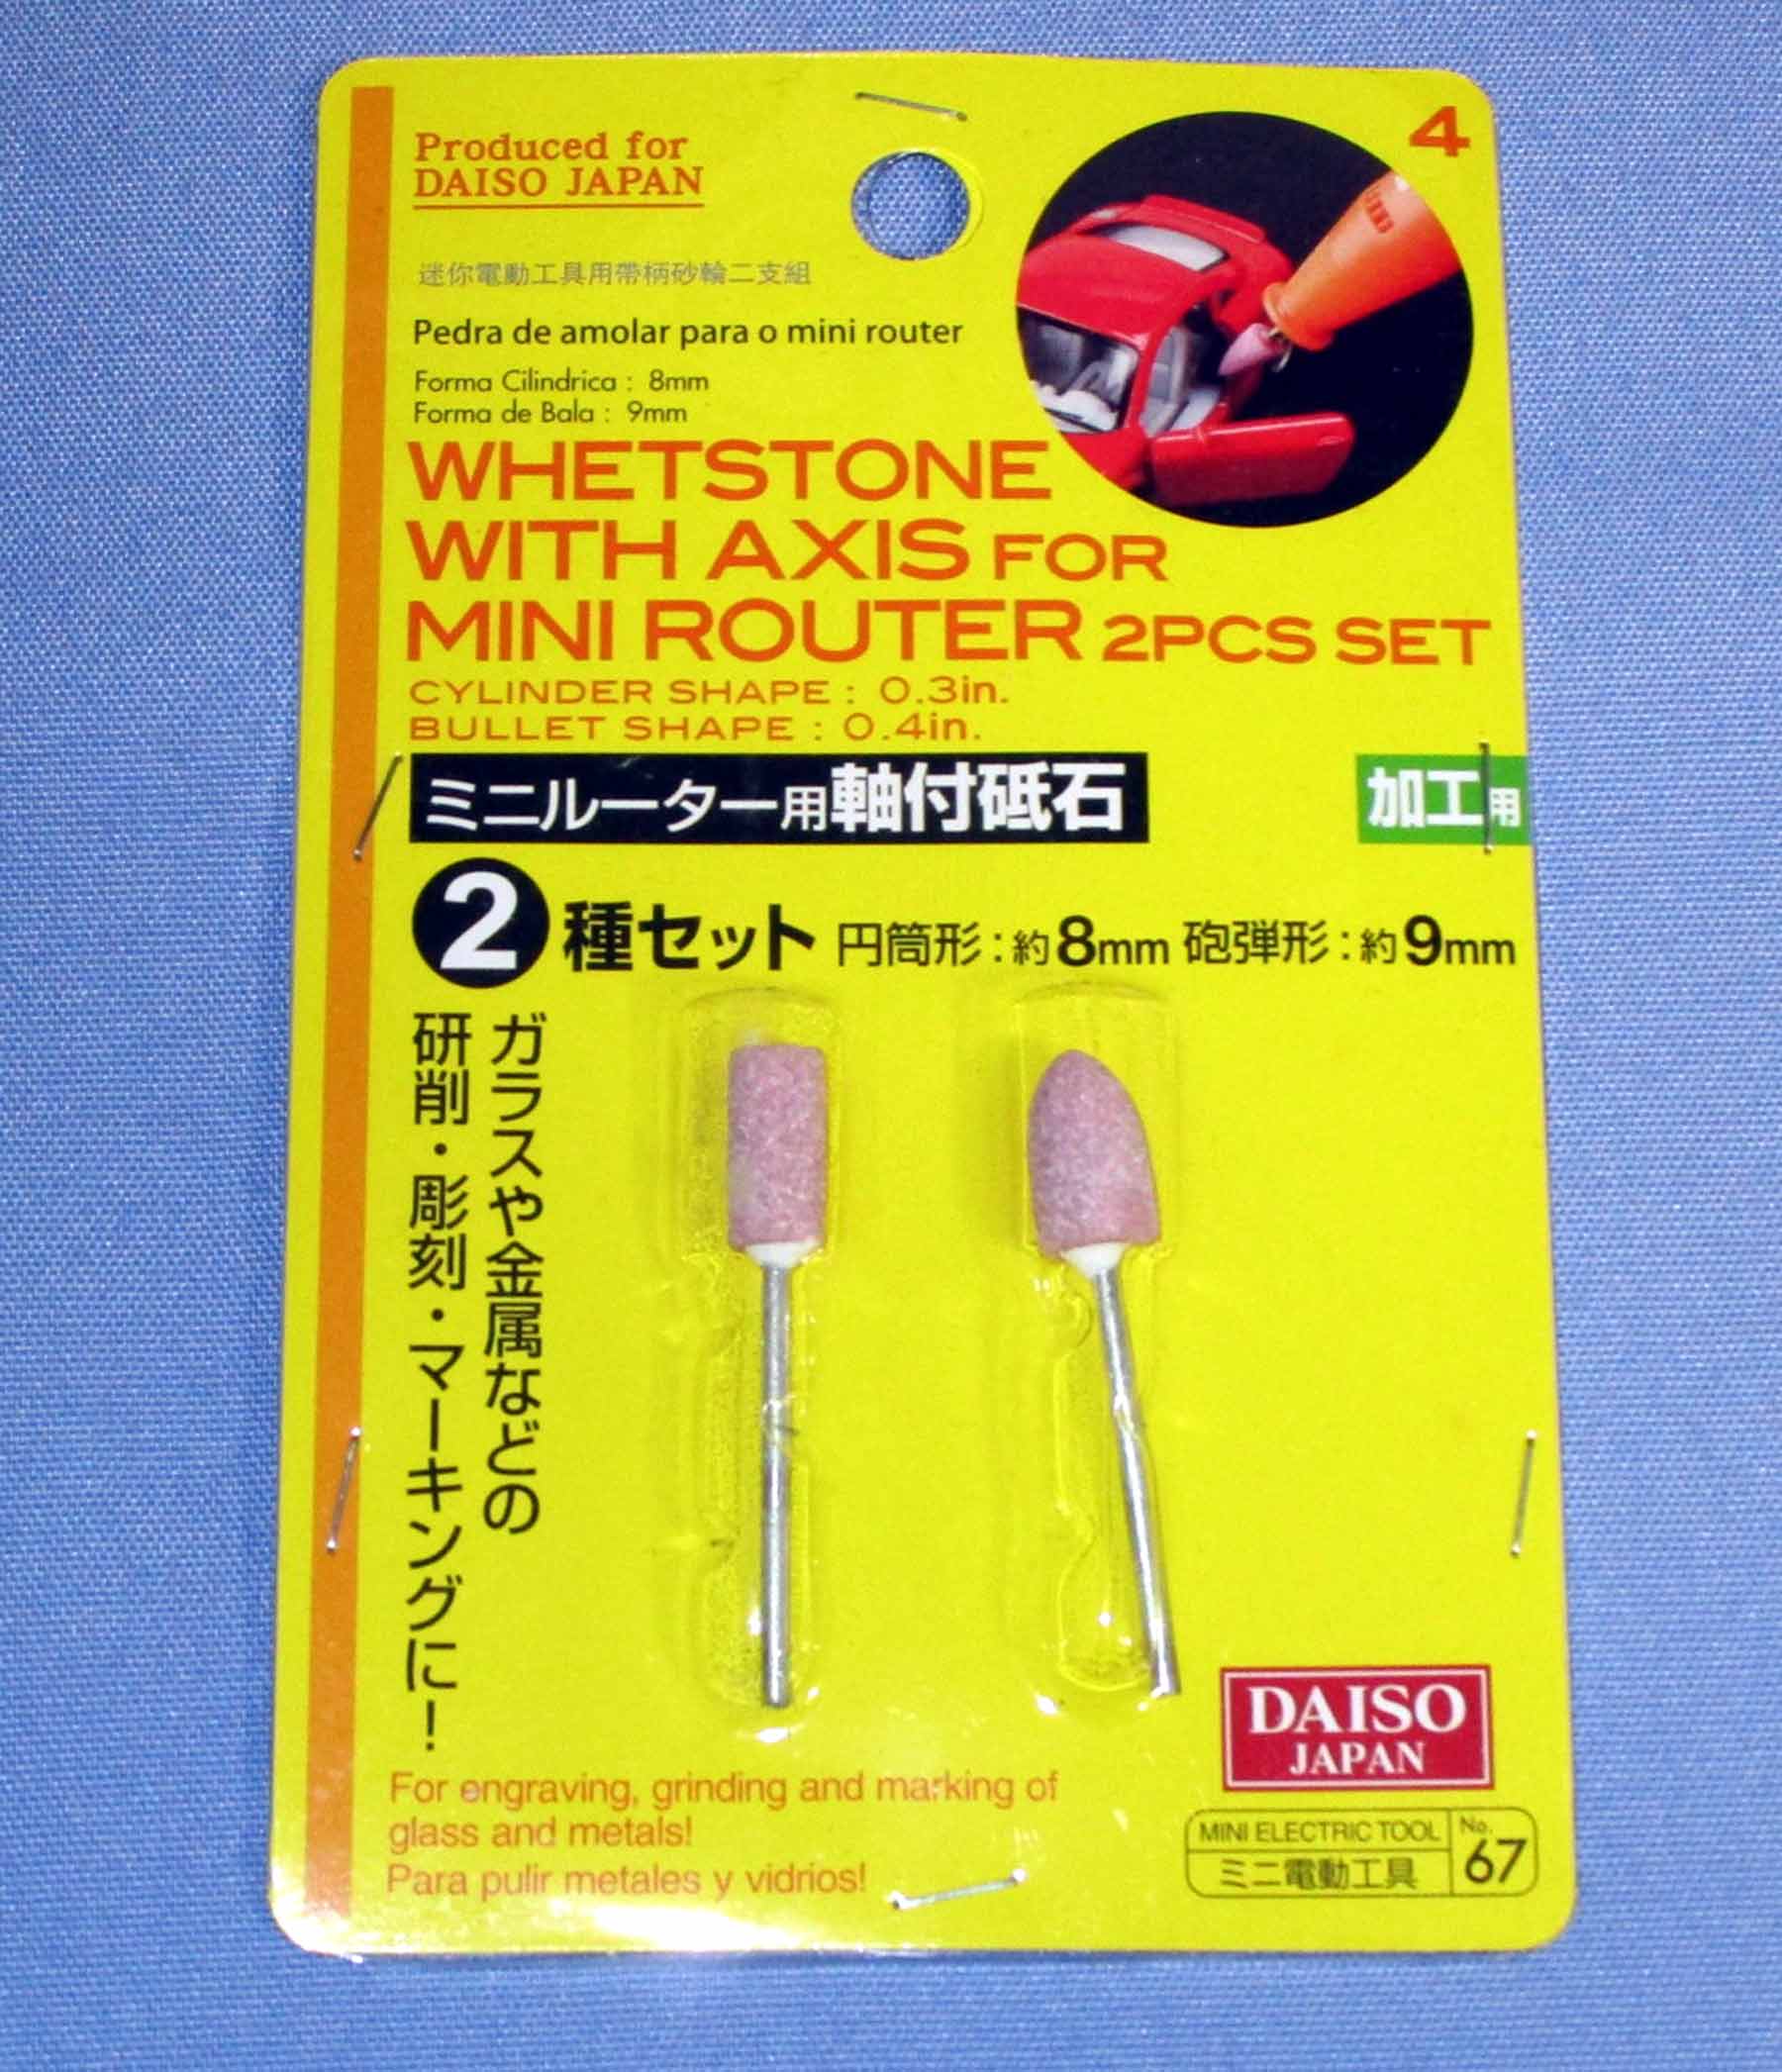 4
Produced for
DAISO JAPAN
迷你電動工具用帶柄砂輪二支組
Pedra de amolar para o mini router
Forma Cilindrica : 8mm
Forma de Bala : 9mm
WHETSTONE
WITH AXIS FOR
MINI ROUTER 2PCS SET
CYLINDER SHAPE : 0.3in.
BULLET SHAPE : 0.4in.
ミニルーター用軸付砥石
加工用
2種セット 円筒形:約8mm 砲弾形:約9mm
ガラスや金属などの
研削・彫刻・マーキングに!
For engraving, grinding and marking of
glass and metals!
Para pulir metales y vidrios!
DAISO
JAPAN
MINI ELECTRIC TOOL No.
ミニ電動工具 67